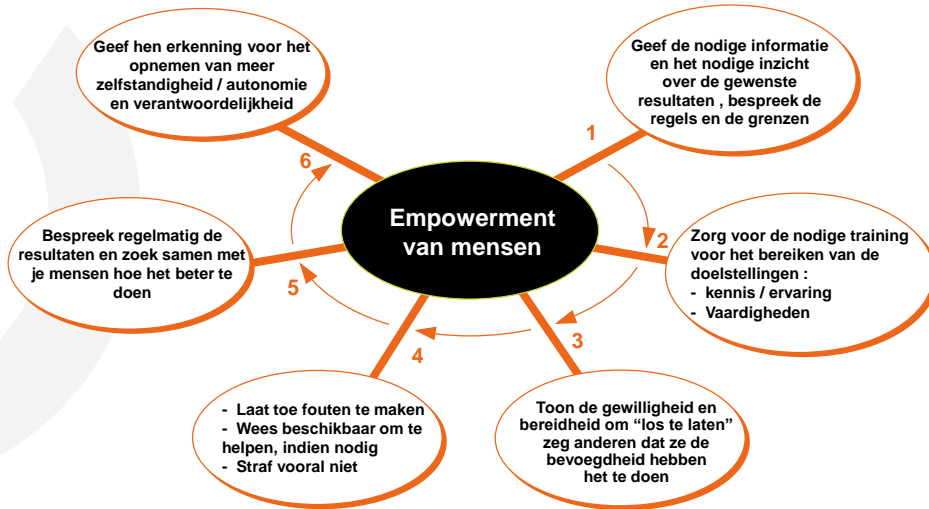 Empowerment
van mensen
1
Geef de nodige informatie
en het nodige inzicht
over de gewenste
resultaten , bespreek de
regels en de grenzen
2
Zorg voor de nodige training
voor het bereiken van de
doelstellingen :
- kennis / ervaring
- Vaardigheden
3
Toon de gewilligheid en
bereidheid om “los te laten”
zeg anderen dat ze de
bevoegdheid hebben
het te doen
4
- Laat toe fouten te maken
- Wees beschikbaar om te
helpen, indien nodig
- Straf vooral niet
5
Bespreek regelmatig de
resultaten en zoek samen met
je mensen hoe het beter te
doen
6
Geef hen erkenning voor het
opnemen van meer
zelfstandigheid / autonomie
en verantwoordelijkheid